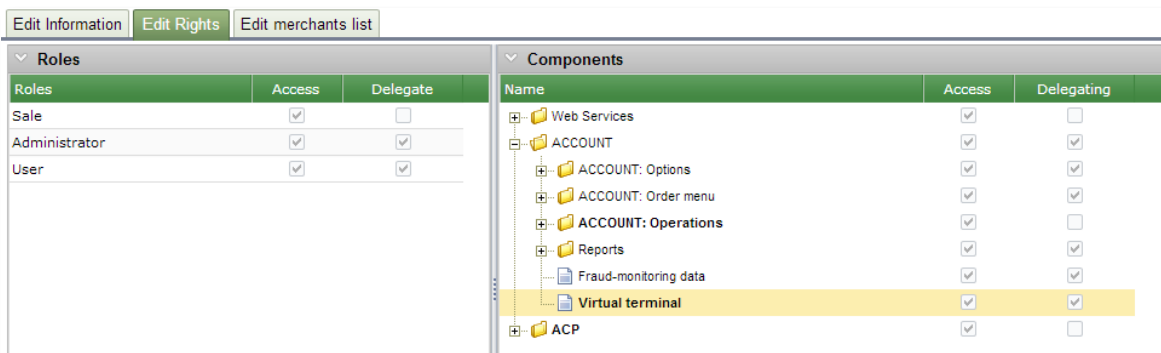 Edit Information Edit Rights Edit merchants list
Roles
Roles Access Delegate
Sale
Administrator
User
Components
Name Access Delegating
Web Services
ACCOUNT
ACCOUNT: Options
ACCOUNT: Order menu
ACCOUNT: Operations
Reports
Fraud-monitoring data
Virtual terminal
ACP